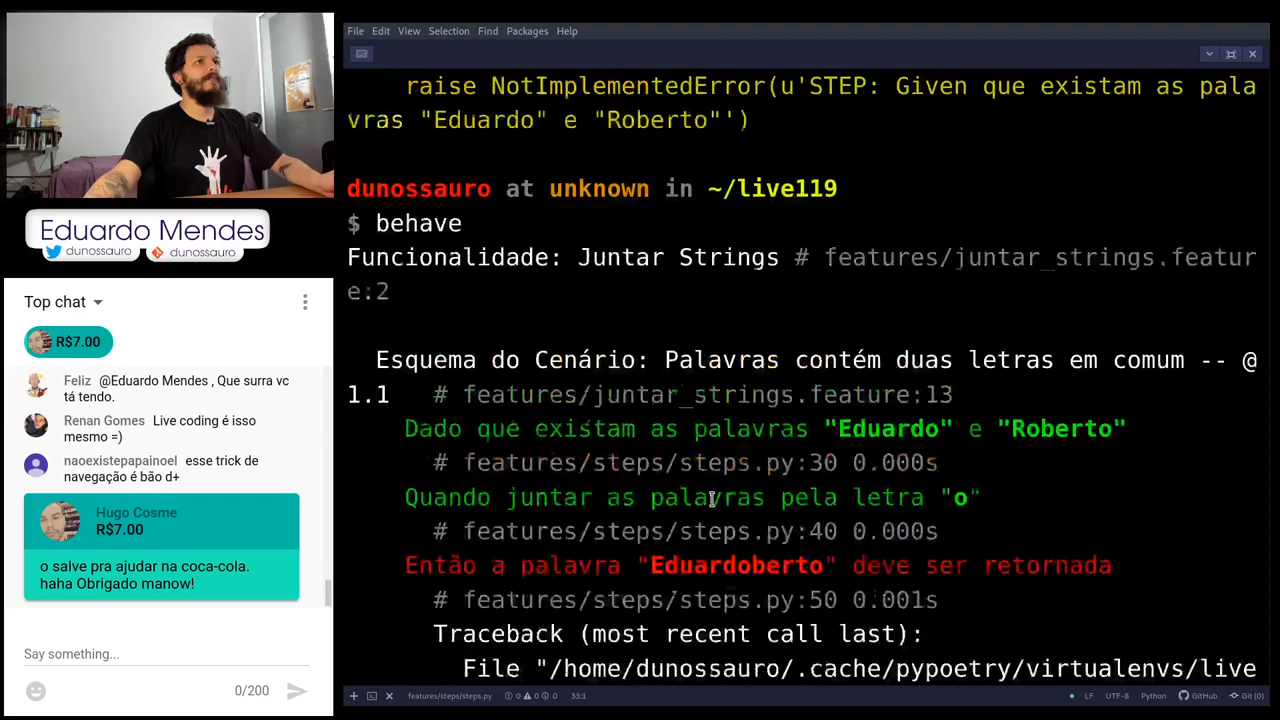 File Edit View Selection Find Packages Help
raise NotImplementedError(u'STEP: Given que existam as pala
vras "Eduardo" e "Roberto"')
dunossauro at unknown in ~/live119
$ behave
Funcionalidade: Juntar Strings # features/juntar_strings.featur
e:2
Esquema do Cenário: Palavras contém duas letras em comum -- @
1.1 # features/juntar_strings.feature:13
Dado que existam as palavras "Eduardo" e "Roberto"
# features/steps/steps.py:30 0.000s
Quando juntar as palavras pela letra "o"
# features/steps/steps.py:40 0.000s
Então a palavra "Eduardoberto" deve ser retornada
# features/steps/steps.py:50 0.001s
Traceback (most recent call last):
File "/home/dunossauro/.cache/pypoetry/virtualenvs/live
features/steps/steps.py 0 0 0 33:1 LF UTF-8 Python GitHub Git (0)
Eduardo Mendes
dunossauro dunossauro
Top chat
R$7.00
Feliz @Eduardo Mendes , Que surra vc
tá tendo.
Renan Gomes Live coding é isso
mesmo =)
naoexistepapainoel esse trick de
navegação é bão d+
Hugo Cosme
R$7.00
o salve pra ajudar na coca-cola.
haha Obrigado manow!
Say something...
0/200